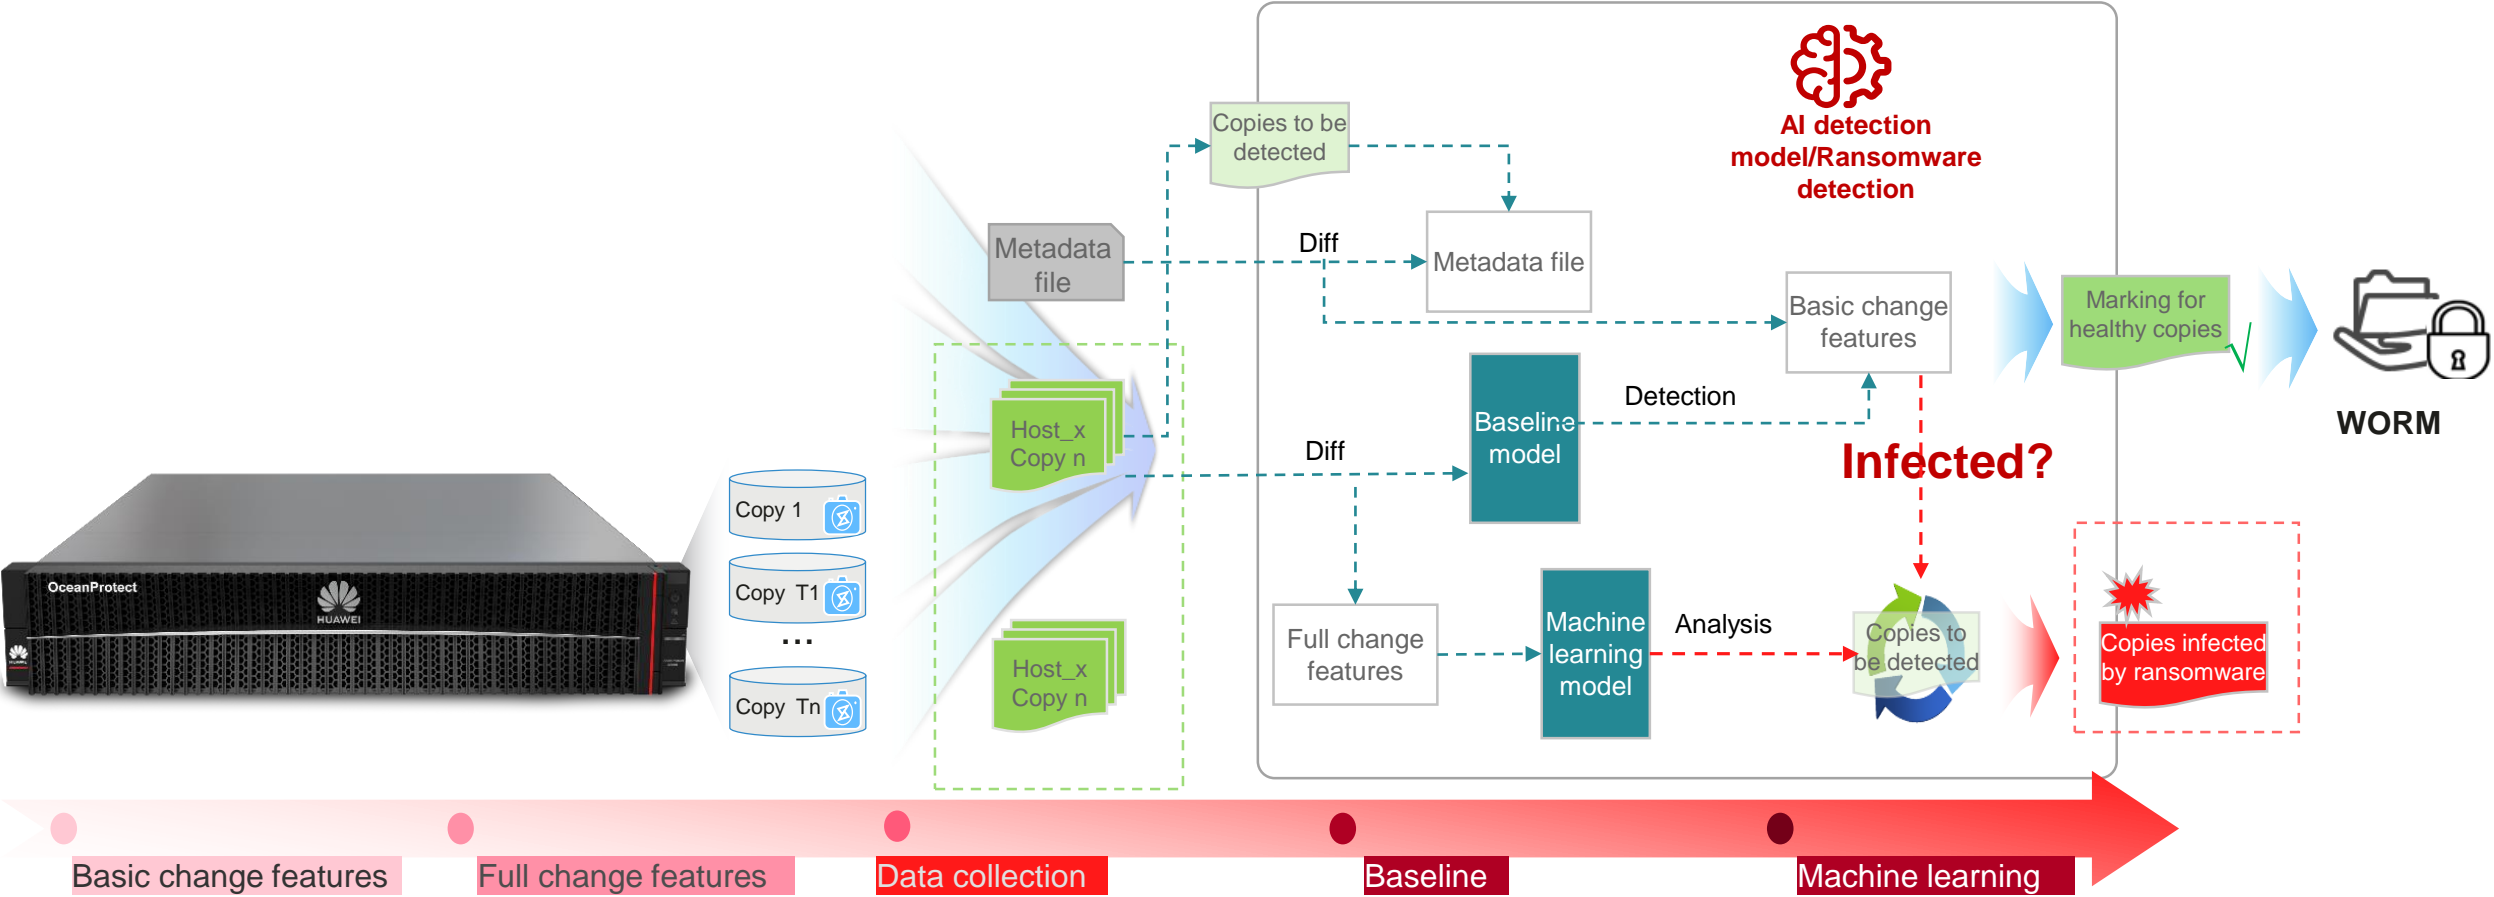 AI detection
model/Ransomware
detection
Copies to be
detected
Metadata
file
Diff
Metadata file
Basic change
features
Marking for
healthy copies
WORM
Host_x
Copy n
Baseline
model
Detection
Infected?
Diff
Copy 1
Copy T1
...
Copy Tn
OceanProtect
HUAWEI
HUAWEI
Host_x
Copy n
Full change
features
Machine
learning
model
Analysis
Copies to
be detected
Copies infected
by ransomware
Basic change features
Full change features
Data collection
Baseline
Machine learning